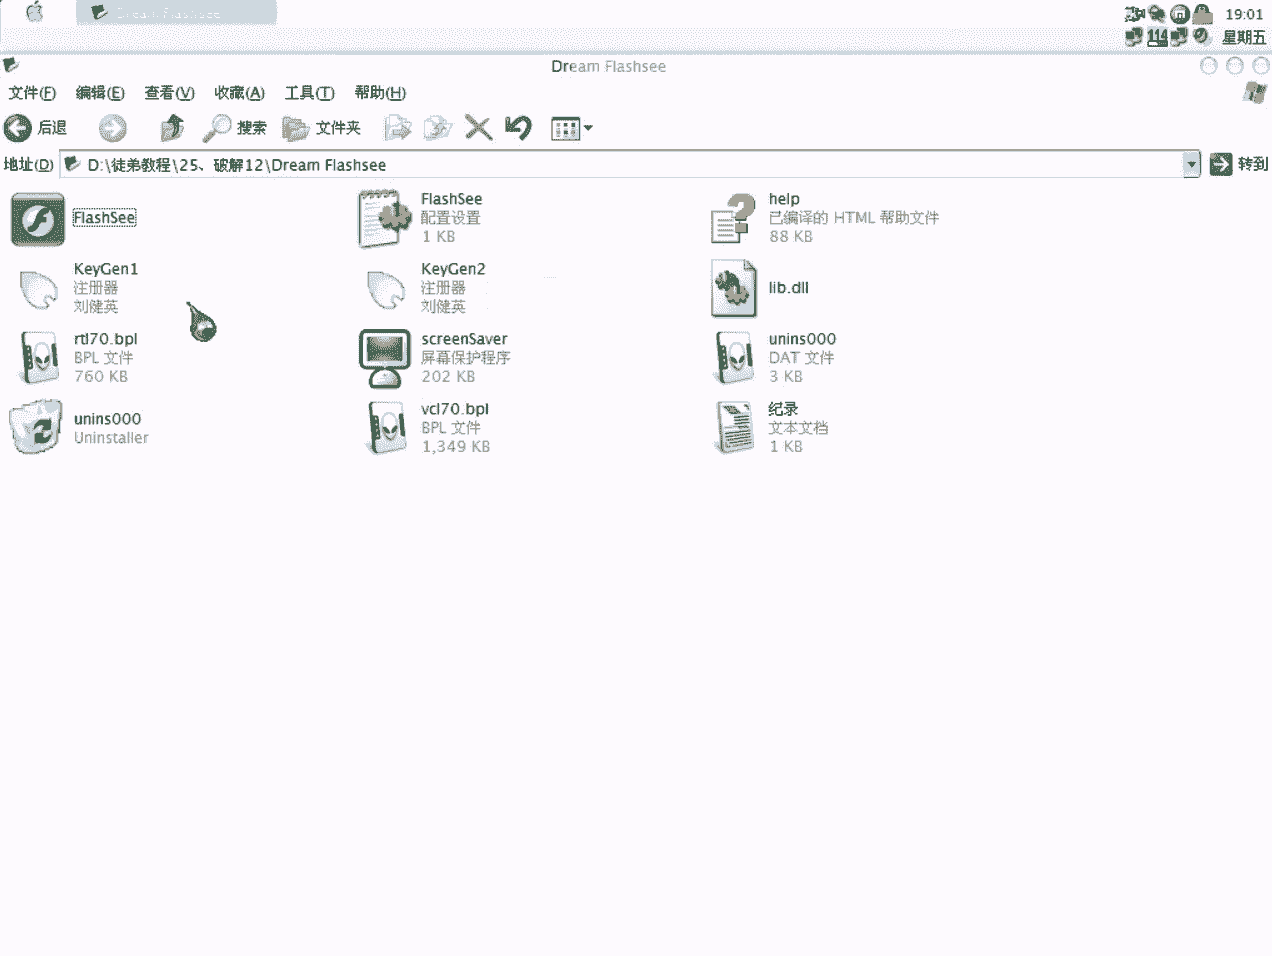 Dream Flashsee
19:01
114
星期五
Dream Flashsee
文件(F) 编辑(E) 查看(V) 收藏(A) 工具(T) 帮助(H)
后退 搜索 文件夹
地址(D) D:\徒弟教程\25、破解12\Dream Flashsee 转到
FlashSee
FlashSee
配置设置
1 KB
help
已编译的 HTML 帮助文件
88 KB
KeyGen1
注册器
刘健英
KeyGen2
注册器
刘健英
lib.dll
rtl70.bpl
BPL 文件
760 KB
screenSaver
屏幕保护程序
202 KB
unins000
DAT 文件
3 KB
unins000
Uninstaller
vcl70.bpl
BPL 文件
1,349 KB
纪录
文本文档
1 KB